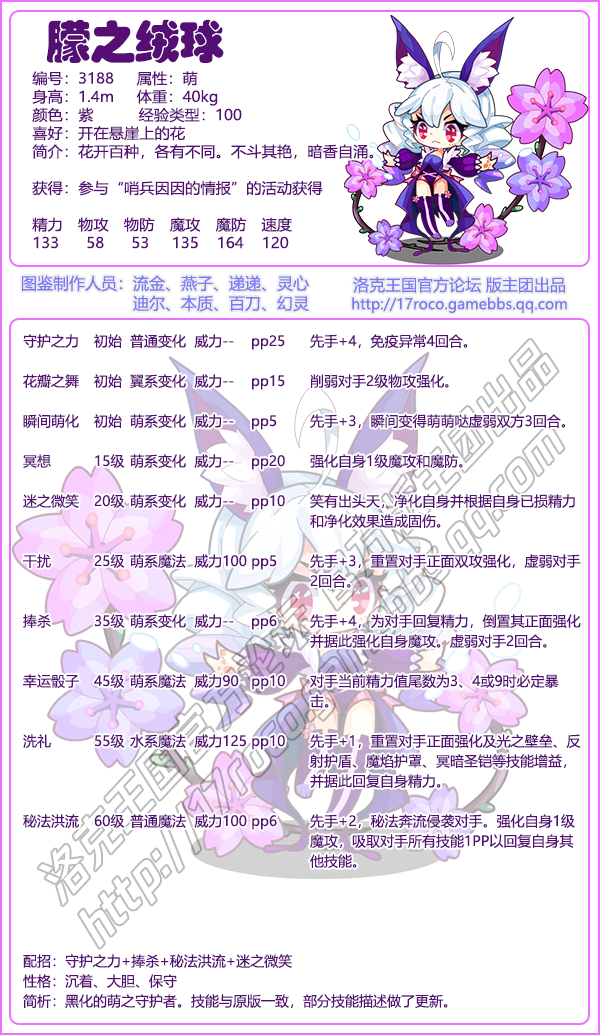 朦之绒球
编号：3188 属性：萌
身高：1.4m 体重：40kg
颜色：紫 经验类型：100
喜好：开在悬崖上的花
简介：花开百种，各有不同。不斗其艳，暗香自涌。
获得：参与“哨兵因因的情报”的活动获得
精力 物攻 物防 魔攻 魔防 速度
133 58 53 135 164 120
图鉴制作人员：流金、燕子、递递、灵心
迪尔、本质、百刀、幻灵
洛克王国官方论坛 版主团出品
http://17roco.gamebbs.qq.com
守护之力 初始 普通变化 威力-- pp25 先手+4，免疫异常4回合。
花瓣之舞 初始 翼系变化 威力-- pp15 削弱对手2级物攻强化。
瞬间萌化 初始 萌系变化 威力-- pp5 先手+3，瞬间变得萌萌哒虚弱双方3回合。
冥想 15级 萌系变化 威力-- pp20 强化自身1级魔攻和魔防。
迷之微笑 20级 萌系变化 威力-- pp10 笑有出头天，净化自身并根据自身已损精力
和净化效果造成固伤。
干扰 25级 萌系魔法 威力100 pp5 先手+3，重置对手正面双攻强化，虚弱对手
2回合。
捧杀 35级 萌系变化 威力-- pp6 先手+4，为对手回复精力，倒置其正面强化
并据此强化自身魔攻。虚弱对手2回合。
幸运骰子 45级 萌系魔法 威力90 pp10 对手当前精力值尾数为3、4或9时必定暴
击。
洗礼 55级 水系魔法 威力125 pp10 先手+1，重置对手正面强化及光之壁垒、反
射护盾、魔焰护罩、冥暗圣铠等技能增益，
并据此回复自身精力。
秘法洪流 60级 普通魔法 威力100 pp6 先手+2，秘法奔流侵袭对手。强化自身1级
魔攻，吸取对手所有技能1PP以回复自身其
他技能。
洛克王国官方论坛 版主团出品
http://17roco.gamebbs.qq.com
配招：守护之力+捧杀+秘法洪流+迷之微笑
性格：沉着、大胆、保守
简析：黑化的萌之守护者。技能与原版一致，部分技能描述做了更新。